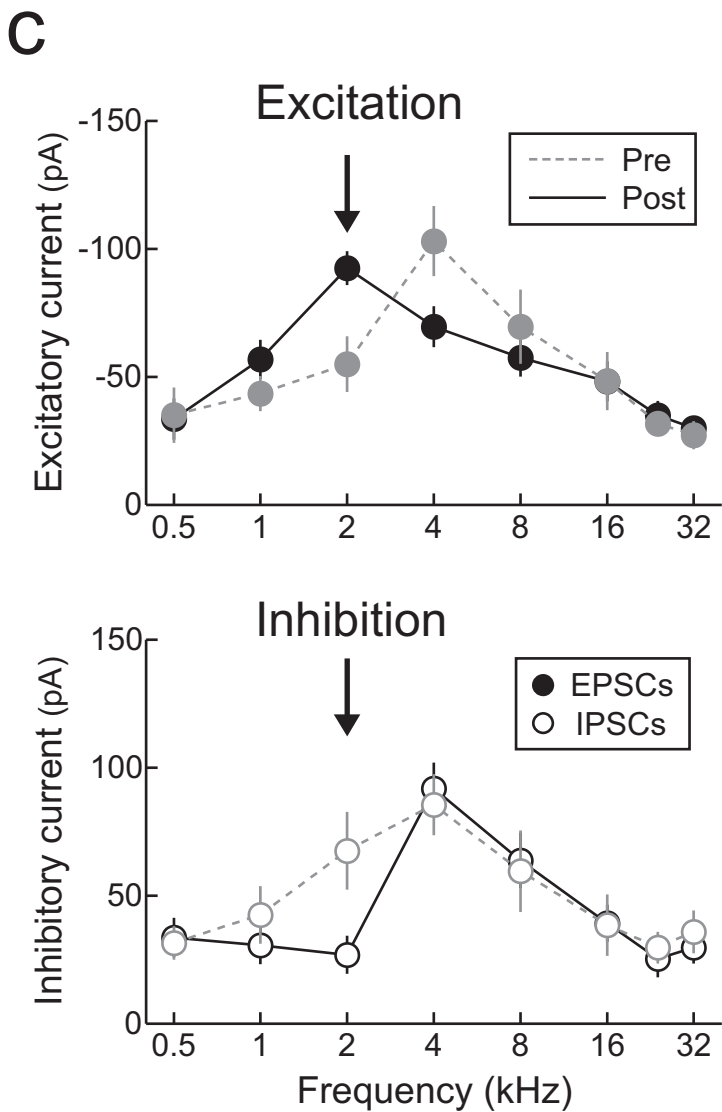 C
Excitation
Excitatory current (pA)
-150
-100
-50
0
Pre
Post
0.5 1 2 4 8 16 32
Inhibition
Inhibitory current (pA)
150
100
50
0
EPSCs
IPSCs
0.5 1 2 4 8 16 32
Frequency (kHz)